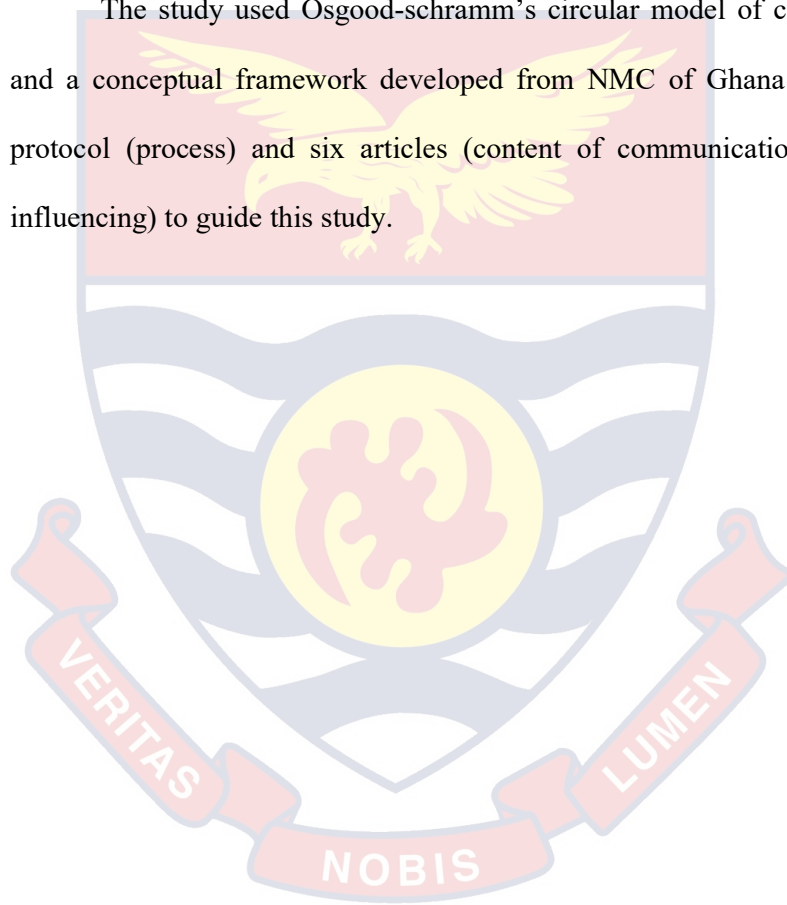 The study used Osgood-schramm’s circular model of c
and a conceptual framework developed from NMC of Ghana
protocol (process) and six articles (content of communicatio
influencing) to guide this study.
VERITAS
NOBIS
LUMEN